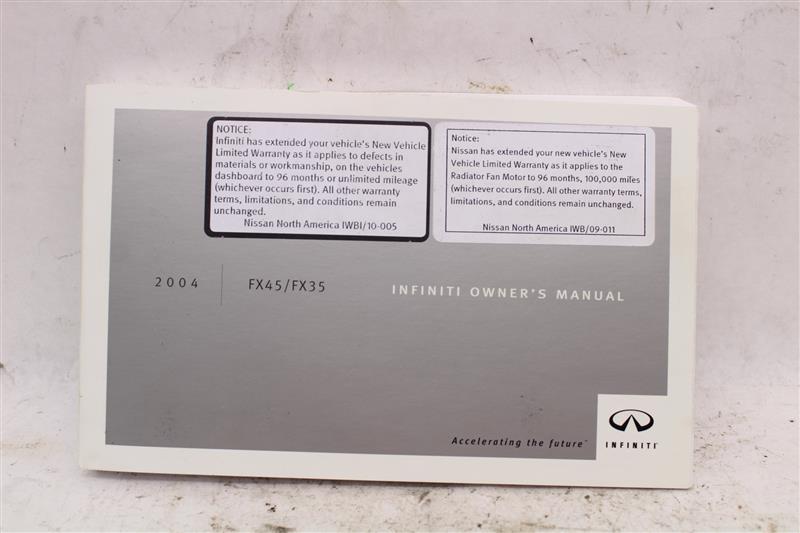 NOTICE:
Infiniti has extended your vehicle's New Vehicle
Limited Warranty as it applies to defects in
materials or workmanship, on the vehicles
dashboard to 96 months or unlimited mileage
(whichever occurs first). All other warranty
terms, limitations, and conditions remain
unchanged.
Nissan North America IWBI/10-005
Notice:
Nissan has extended your new vehicle's New
Vehicle Limited Warranty as it applies to the
Radiator Fan Motor to 96 months, 100,000 miles
(whichever occurs first). All other warranty terms,
limitations, and conditions remain unchanged.
Nissan North America IWB/09-011
2004 FX45/FX35 INFINITI OWNER'S MANUAL
Accelerating the future™
INFINITI®